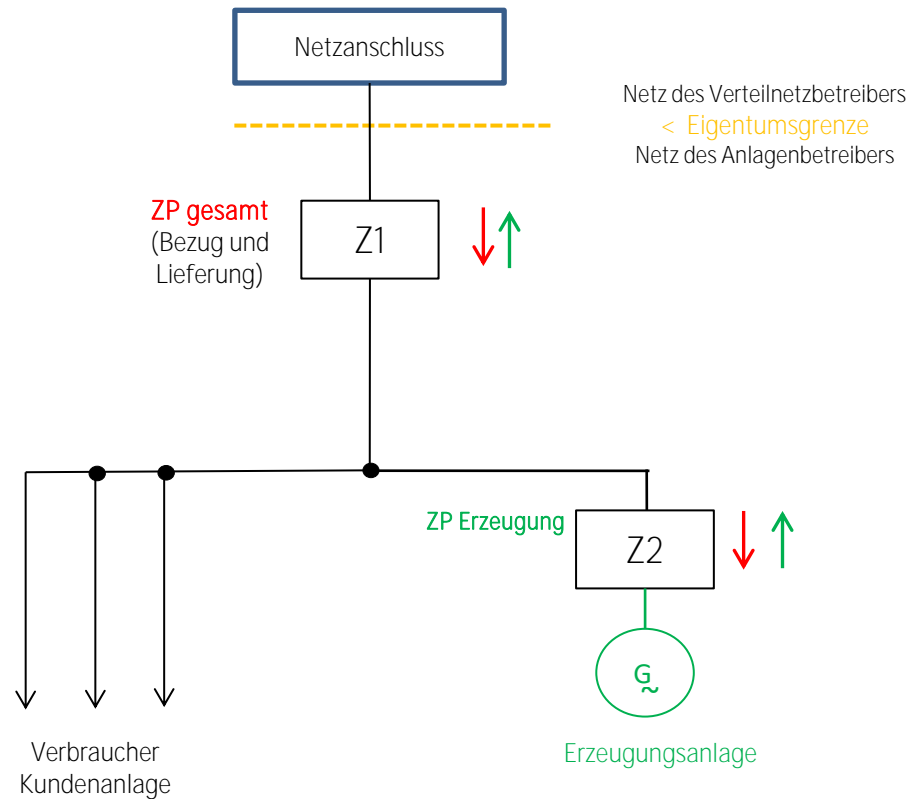 Netzanschluss
Netz des Verteilnetzbetreibers
< Eigentumsgrenze
Netz des Anlagenbetreibers
ZP gesamt
(Bezug und
Lieferung)
Z1
ZP Erzeugung
Z2
G
~
Verbraucher
Kundenanlage
Erzeugungsanlage